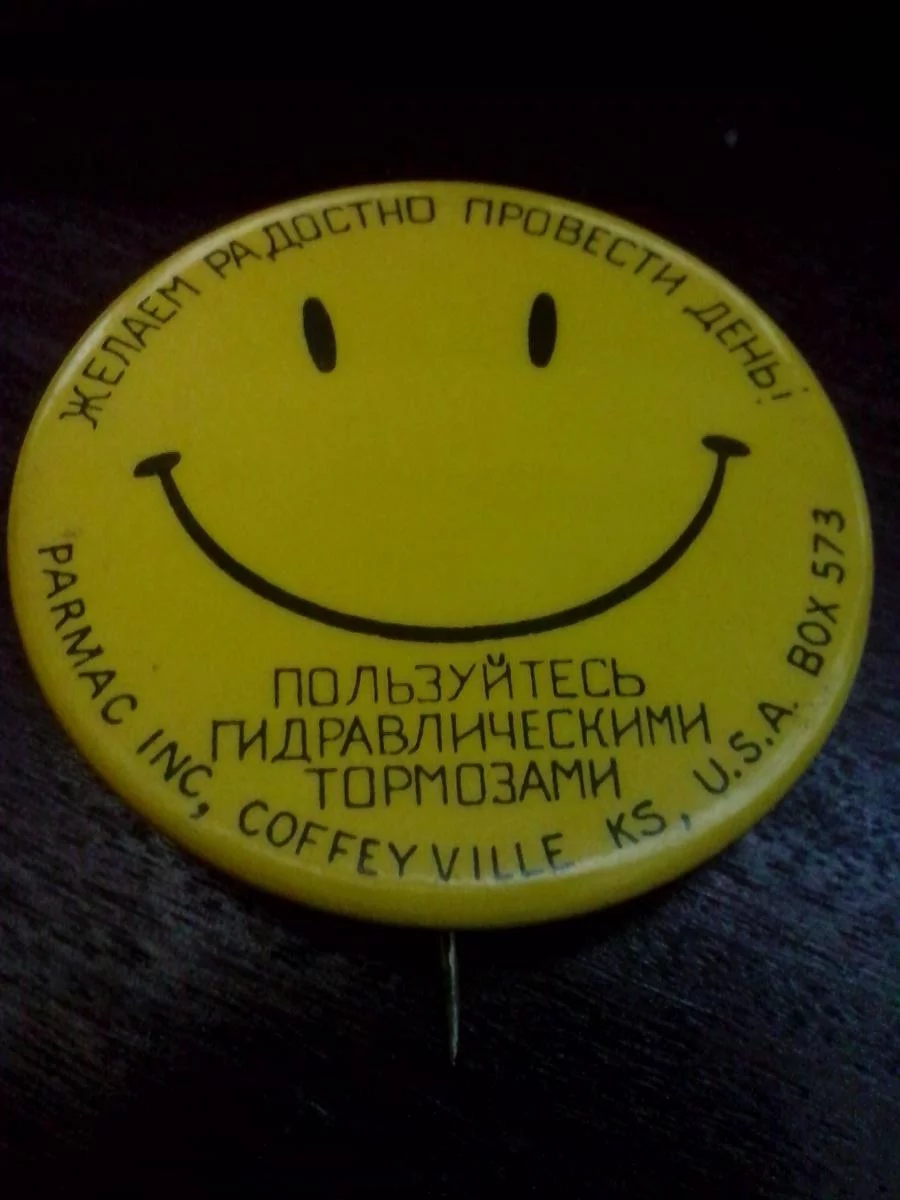 ЖЕЛАЕМ РАДОСТНО ПРОВЕСТИ ДЕНЬ!
ПОЛЬЗУЙТЕСЬ
ГИДРАВЛИЧЕСКИМИ
ТОРМОЗАМИ
PARMAC INC, COFFEYVILLE KS, U.S.A. BOX 573